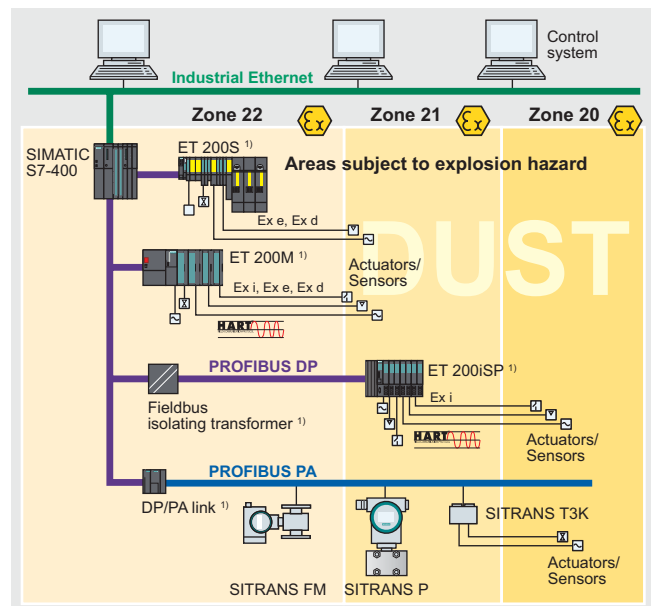 Control
system
Industrial Ethernet
Zone 22
εx
Zone 21
εx
Zone 20
εx
SIMATIC
S7-400
ET 200S 1)
Areas subject to explosion hazard
DUST
Ex e, Ex d
ET 200M 1)
Actuators/
Sensors
Ex i, Ex e, Ex d
HART
PROFIBUS DP
ET 200iSP 1)
Fieldbus
isolating transformer 1)
Ex i
HART
Actuators/
Sensors
PROFIBUS PA
DP/PA link 1)
SITRANS T3K
Actuators/
Sensors
SITRANS FM
SITRANS P